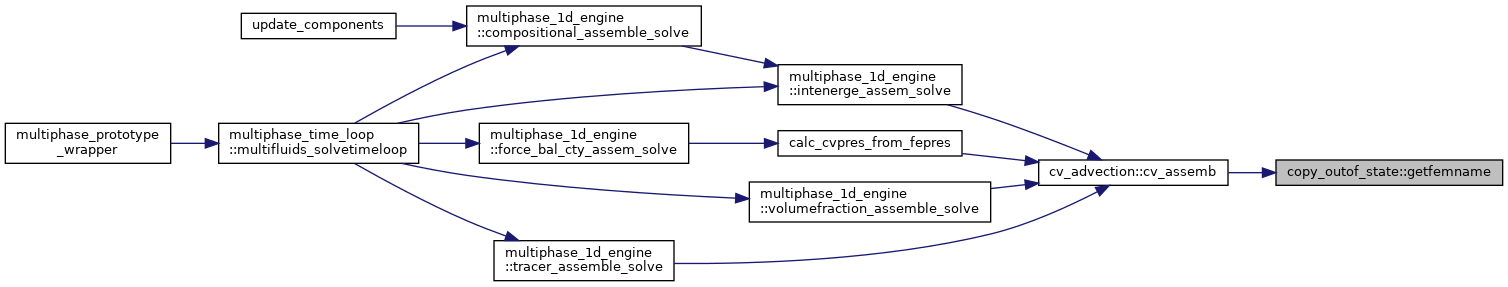 update_components
multiphase_1d_engine
::compositional_assemble_solve
multiphase_1d_engine
::intenerge_assem_solve
multiphase_prototype
_wrapper
multiphase_time_loop
::multifluids_solvetimeloop
multiphase_1d_engine
::force_bal_cty_assem_solve
calc_cvpres_from_fepres
cv_advection::cv_assemb
copy_outof_state::getfemname
multiphase_1d_engine
::volumefraction_assemble_solve
multiphase_1d_engine
::tracer_assemble_solve